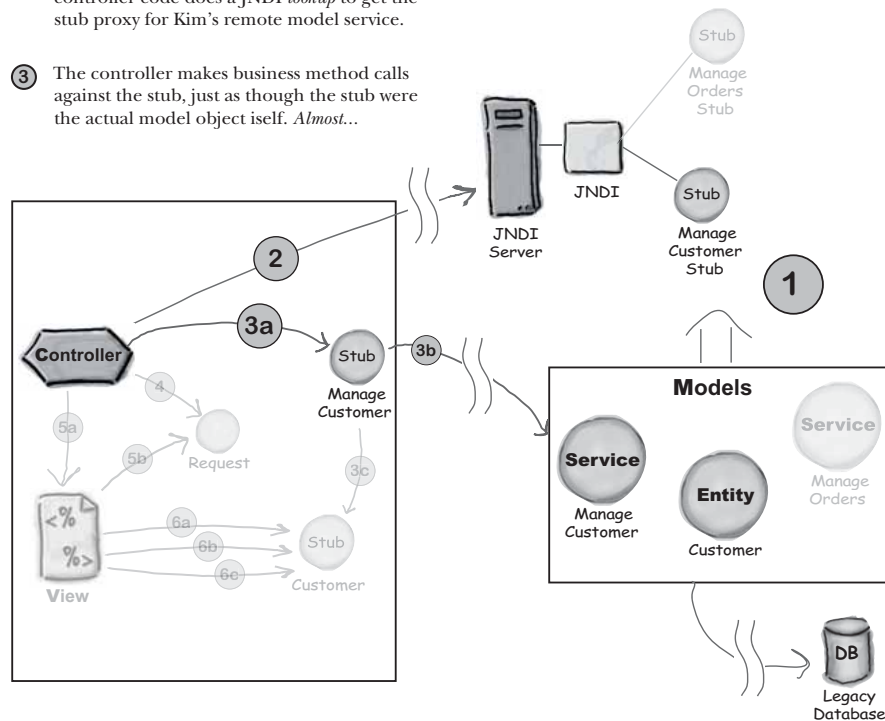 controller code does a JNDI lookup to get the
stub proxy for Kim's remote model service.
3 The controller makes business method calls
against the stub, just as though the stub were
the actual model object iself. Almost...
Stub
Manage
Orders
Stub
JNDI
Server
JNDI
Stub
Manage
Customer
Stub
1
2
3a
3b
Controller
Stub
Manage
Customer
4
5a
5b
Request
3c
<%
%>
View
6a
6b
6c
Stub
Customer
Models
Service
Manage
Customer
Entity
Customer
Service
Manage
Orders
DB
Legacy
Database